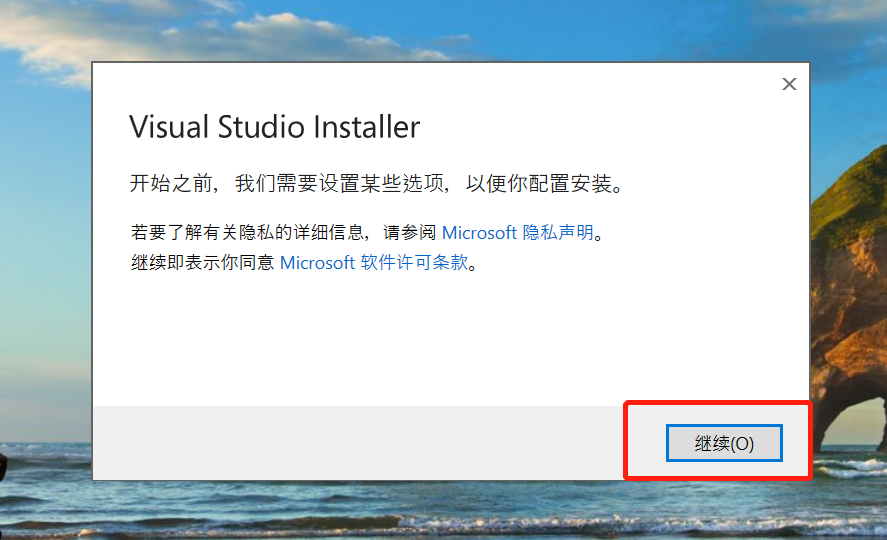 Visual Studio Installer
开始之前，我们需要设置某些选项，以便你配置安装。
若要了解有关隐私的详细信息，请参阅 Microsoft 隐私声明。
继续即表示你同意 Microsoft 软件许可条款。
继续(O)